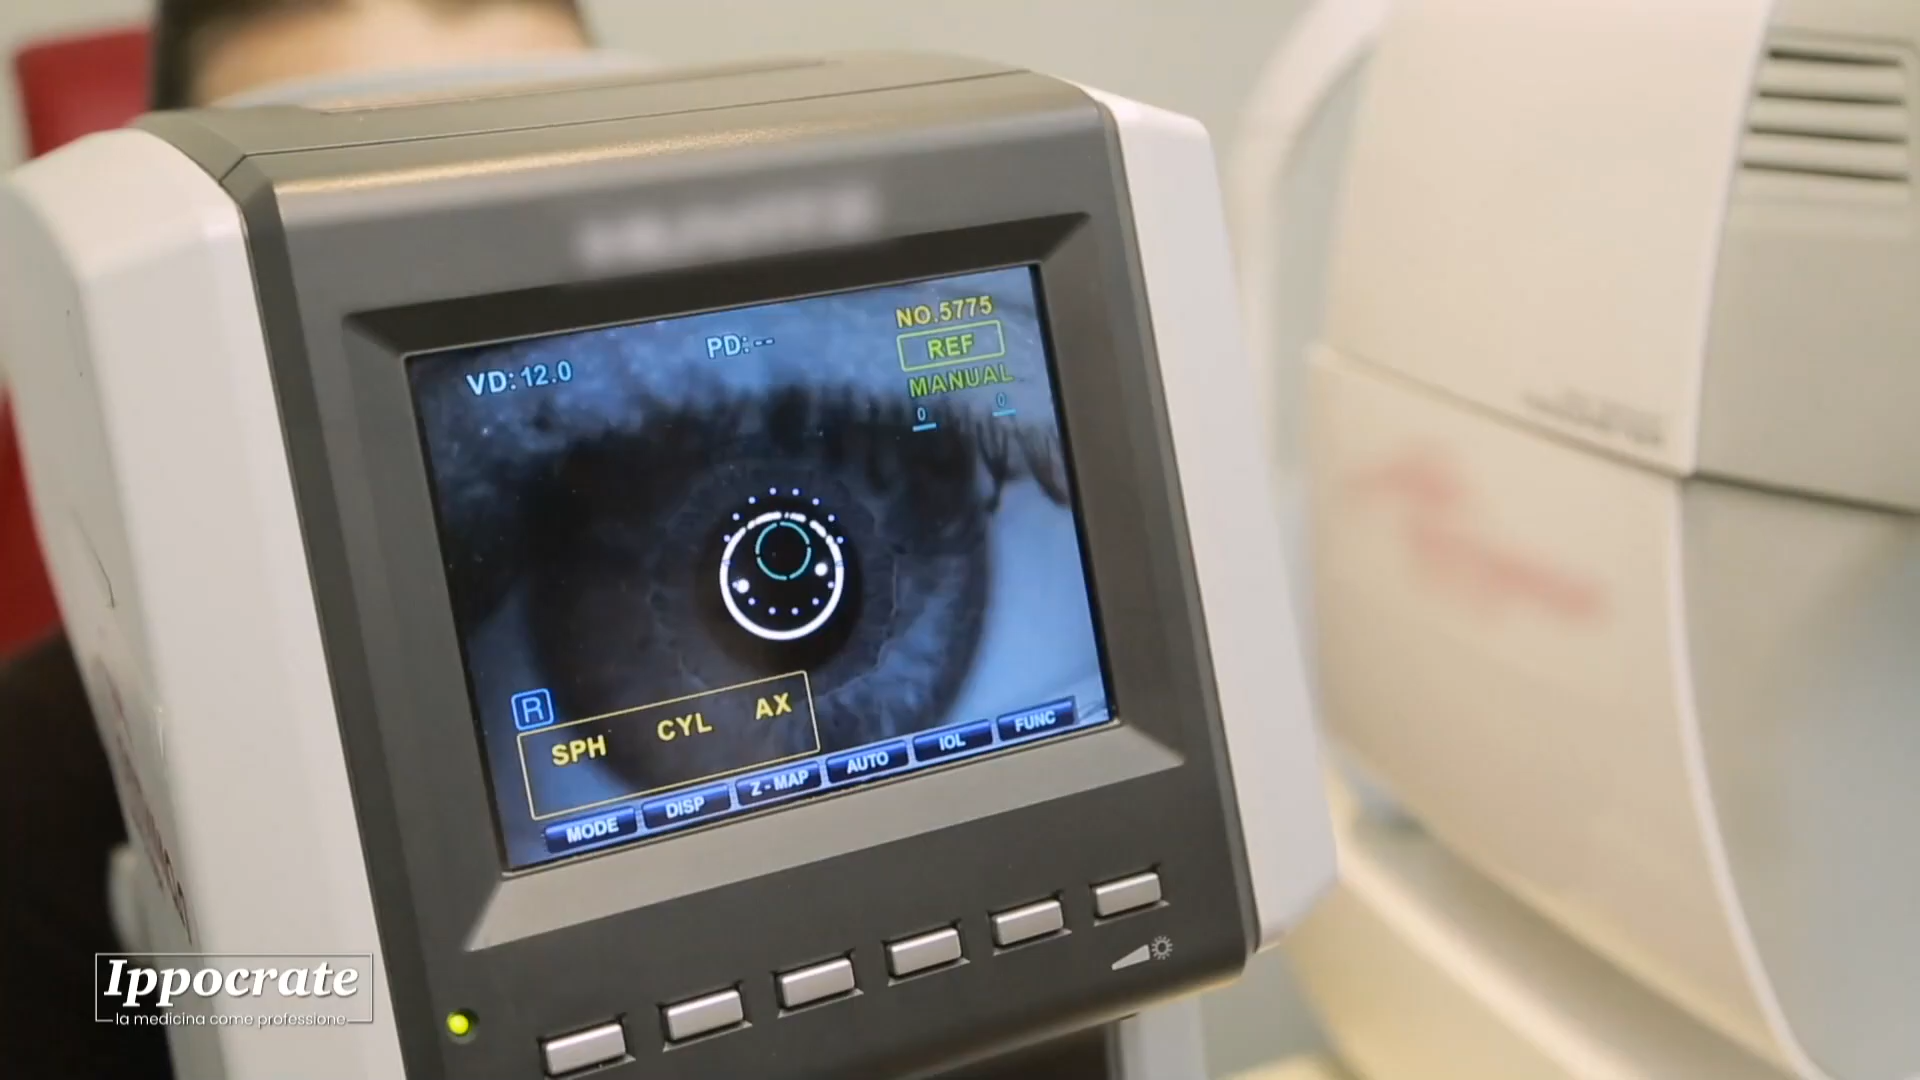 NO.5775
PD:--
REF
VD:12.0
MANUAL
0 0
R
SPH CYL AX
MODE DISP Z-MAP AUTO IOL FUNC
Ippocrate
la medicina come professione